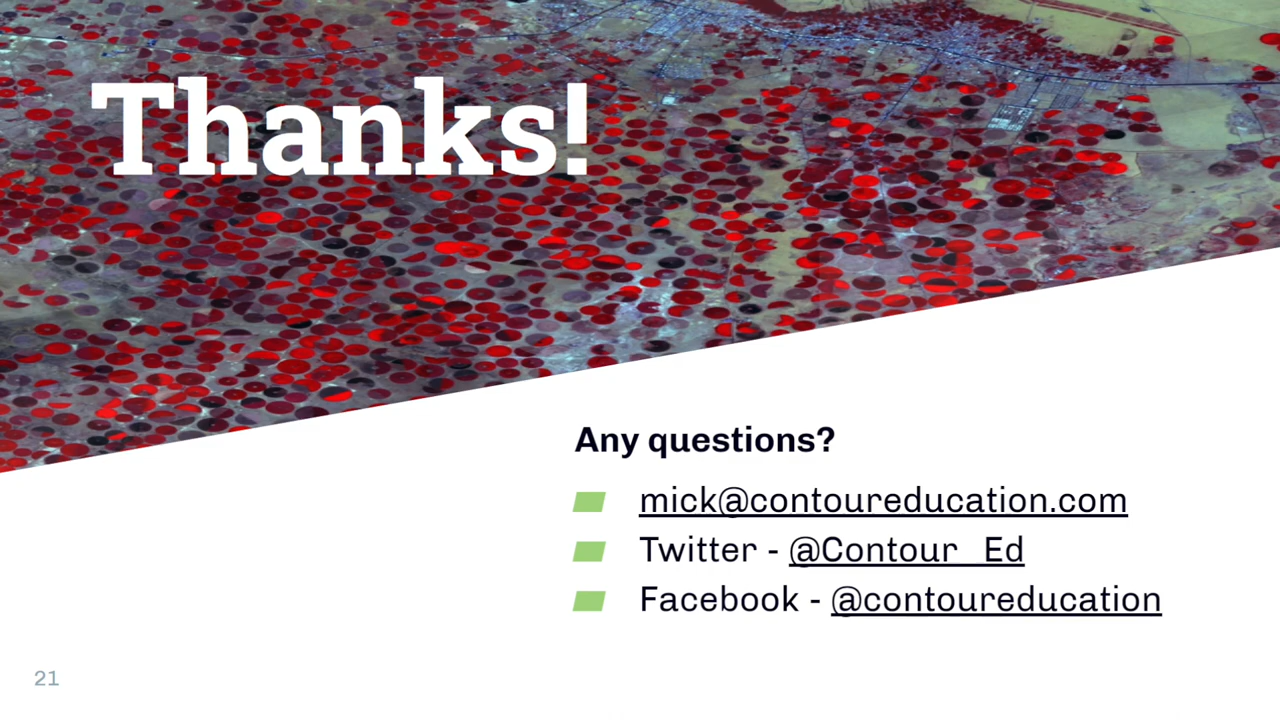 Thanks!
Any questions?
mick@contoureducation.com
Twitter - @Contour_Ed
Facebook - @contoureducation
21